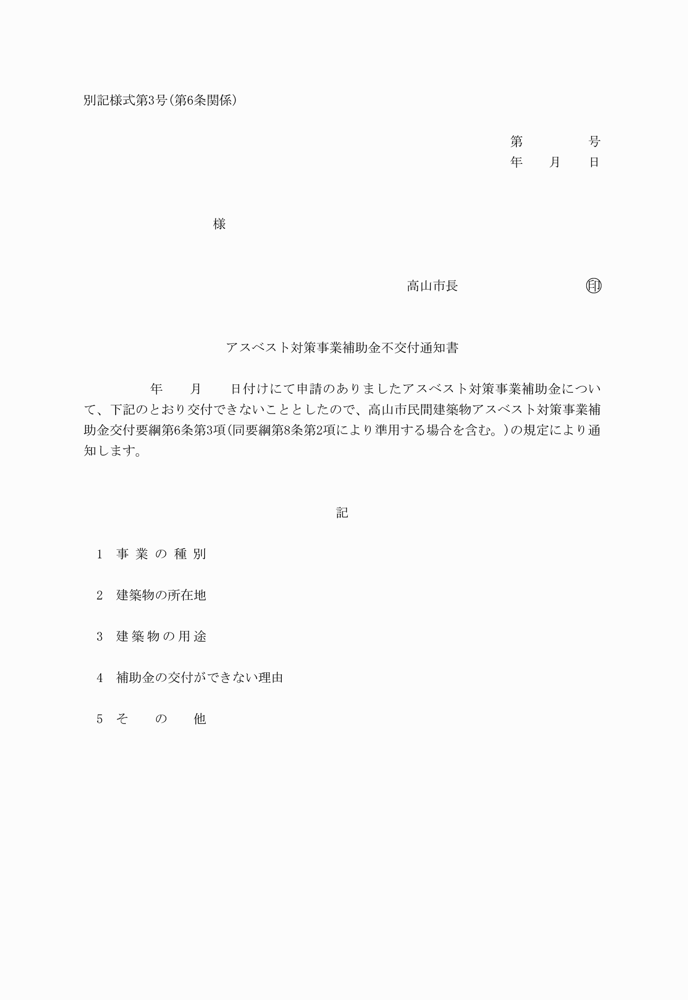 別記様式第3号(第6条関係)
第　　　　　号
年　　月　　日
様
高山市長　　　　　　　　　　㊞
アスベスト対策事業補助金不交付通知書
年　　月　　日付けにて申請のありましたアスベスト対策事業補助金につい
て、下記のとおり交付できないこととしたので、高山市民間建築物アスベスト対策事業補
助金交付要綱第6条第3項(同要綱第8条第2項により準用する場合を含む。)の規定により通
知します。
記
1　事業の種別
2　建築物の所在地
3　建築物の用途
4　補助金の交付ができない理由
5　そ　　の　　他